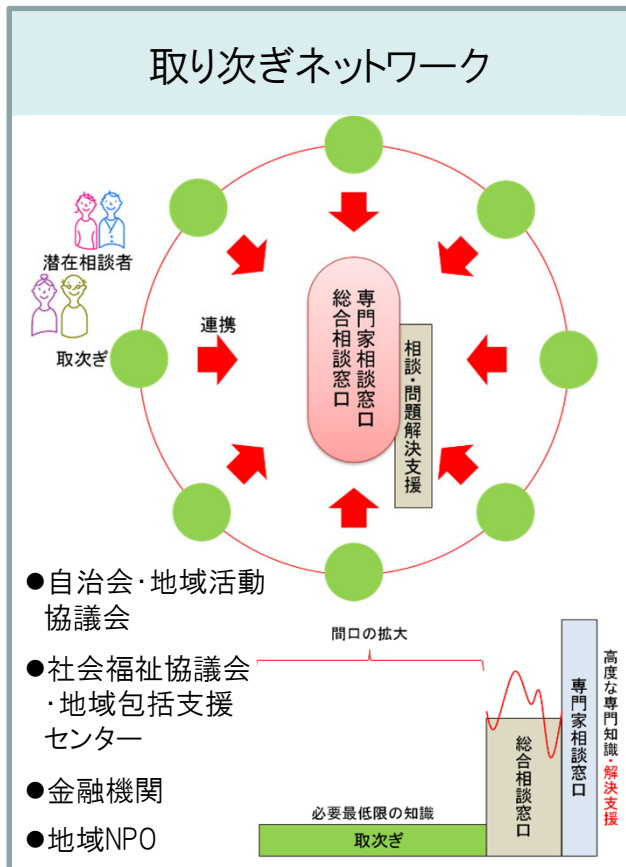 取り次ぎネットワーク
潜在相談者
取次ぎ
連携
専門家相談窓口
総合相談窓口
相談・問題解決支援
●自治会・地域活動
協議会
●社会福祉協議会
・地域包括支援
センター
●金融機関
●地域NPO
間口の拡大
必要最低限の知識
取次ぎ
総合相談窓口
専門家相談窓口
高度な専門知識・解決支援